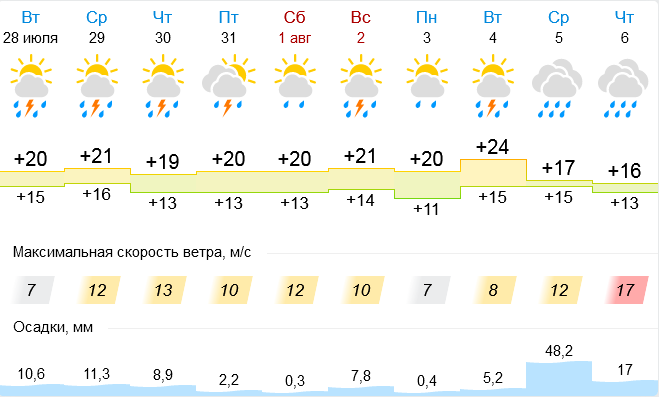 Вт Ср Чт Пт Сб Вс Пн Вт Ср Чт
28 июля 29 30 31 1 авг 2 3 4 5 6
+20 +21 +19 +20 +20 +21 +20 +24 +17 +16
+15 +16 +13 +13 +13 +14 +11 +15 +15 +13
Максимальная скорость ветра, м/с
7 12 13 10 12 10 7 8 12 17
Осадки, мм
10,6 11,3 8,9 2,2 0,3 7,8 0,4 5,2 48,2 17